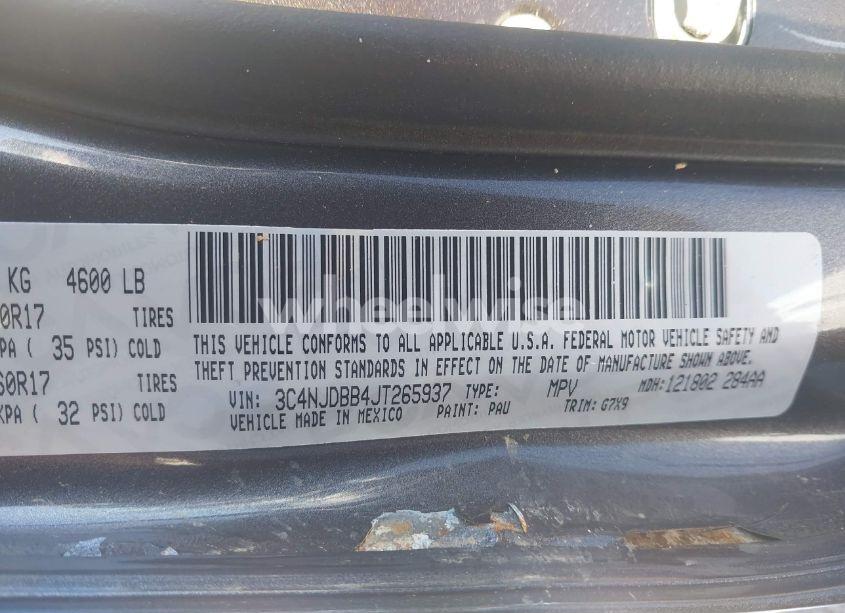 KG 4600 LB
0R17 TIRES
PA ( 35 PSI) COLD
60R17 TIRES
KPA ( 32 PSI) COLD
wheelwise
THIS VEHICLE CONFORMS TO ALL APPLICABLE U.S.A. FEDERAL MOTOR VEHICLE SAFETY AND
THEFT PREVENTION STANDARDS IN EFFECT ON THE DATE OF MANUFACTURE SHOWN ABOVE.
VIN: 3C4NJDBB4JT265937 TYPE: MPV MDH: 121802 284AA
VEHICLE MADE IN MEXICO PAINT: PAU TRIM: G7X9